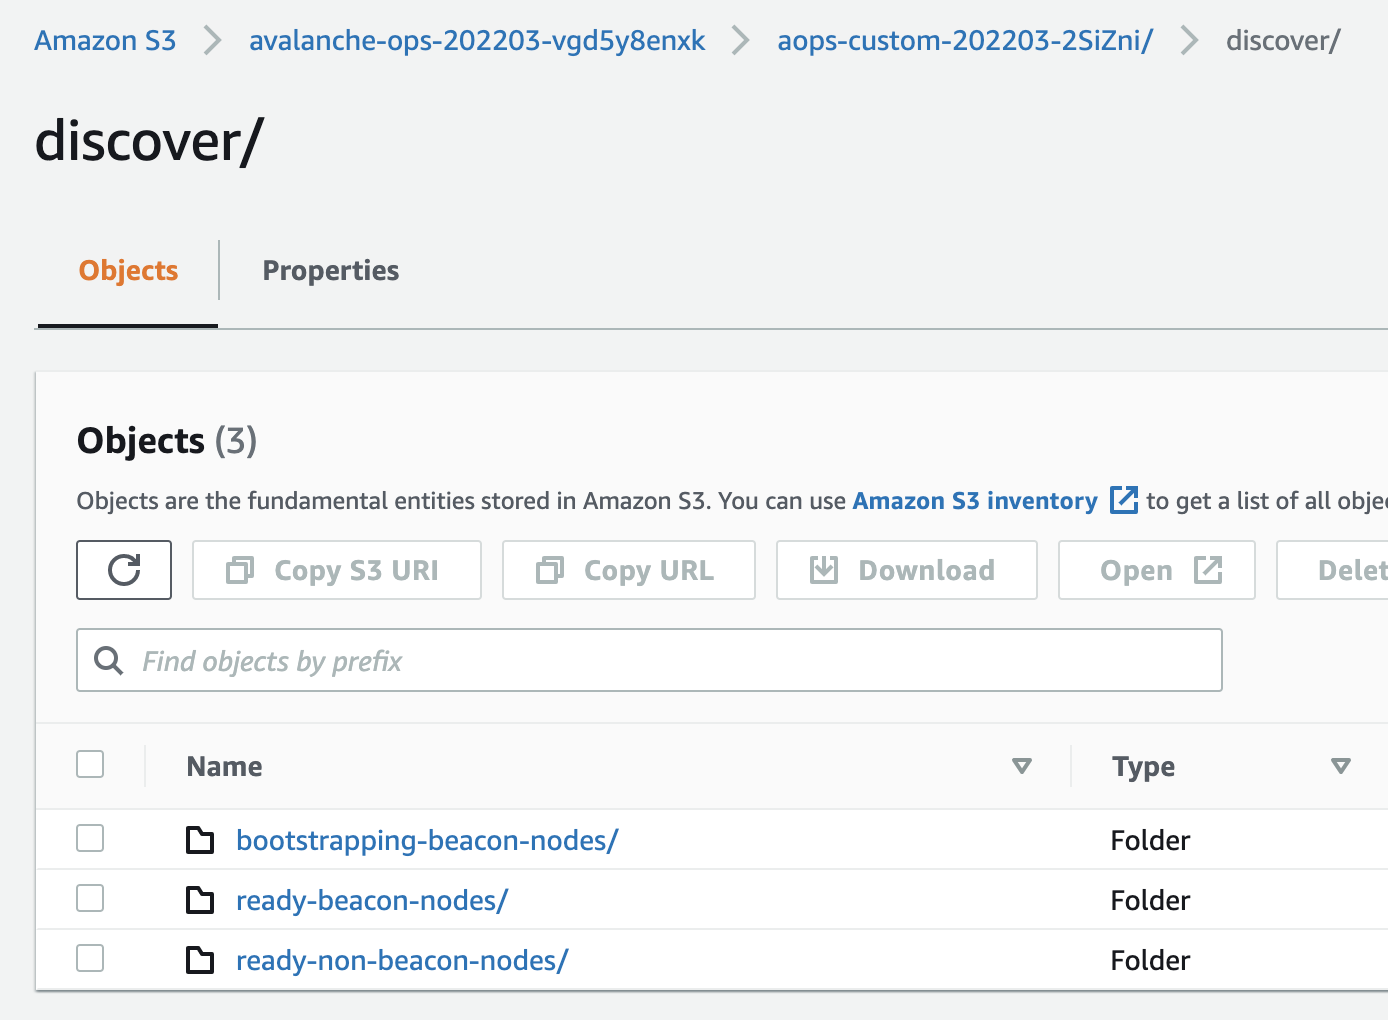 Amazon S3 avalanche-ops-202203-vgd5y8enxk aops-custom-202203-2SiZni/ discover/
discover/
Objects Properties
Objects (3)
Objects are the fundamental entities stored in Amazon S3. You can use Amazon S3 inventory to get a list of all objec
Copy S3 URI Copy URL Download Open Delet
Find objects by prefix
Name Type
bootstrapping-beacon-nodes/ Folder
ready-beacon-nodes/ Folder
ready-non-beacon-nodes/ Folder